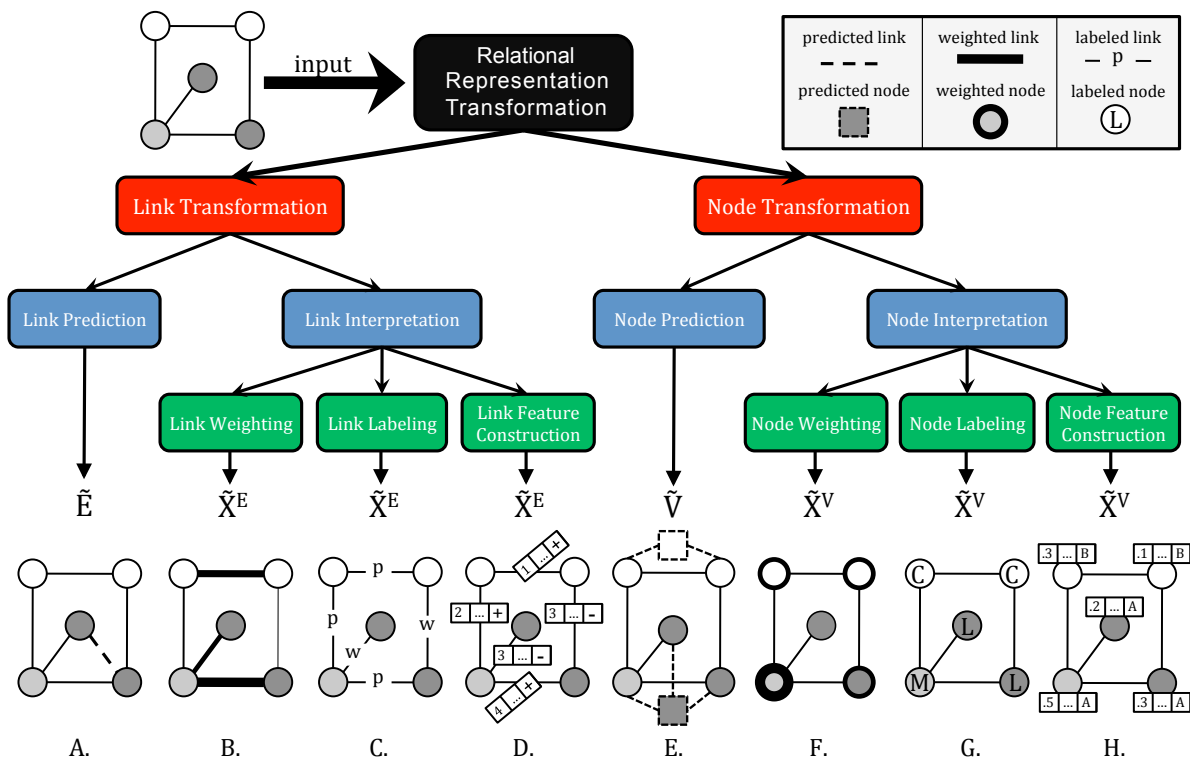 input
Relational
Representation
Transformation
predicted link
weighted link
labeled link
p
predicted node
weighted node
labeled node
L
Link Transformation
Node Transformation
Link Prediction
Link Interpretation
Node Prediction
Node Interpretation
Link Weighting
Link Labeling
Link Feature
Construction
Node Weighting
Node Labeling
Node Feature
Construction
Ẽ
X̃ᴱ
X̃ᴱ
X̃ᴱ
Ṽ
X̃ⱽ
X̃ⱽ
X̃ⱽ
p
p
w
w
p
1 ... +
2 ... +
3 ... -
3 ... -
4 ... +
C
C
L
M
L
.3 ... B
.1 ... B
.2 ... A
.5 ... A
.3 ... A
A.
B.
C.
D.
E.
F.
G.
H.